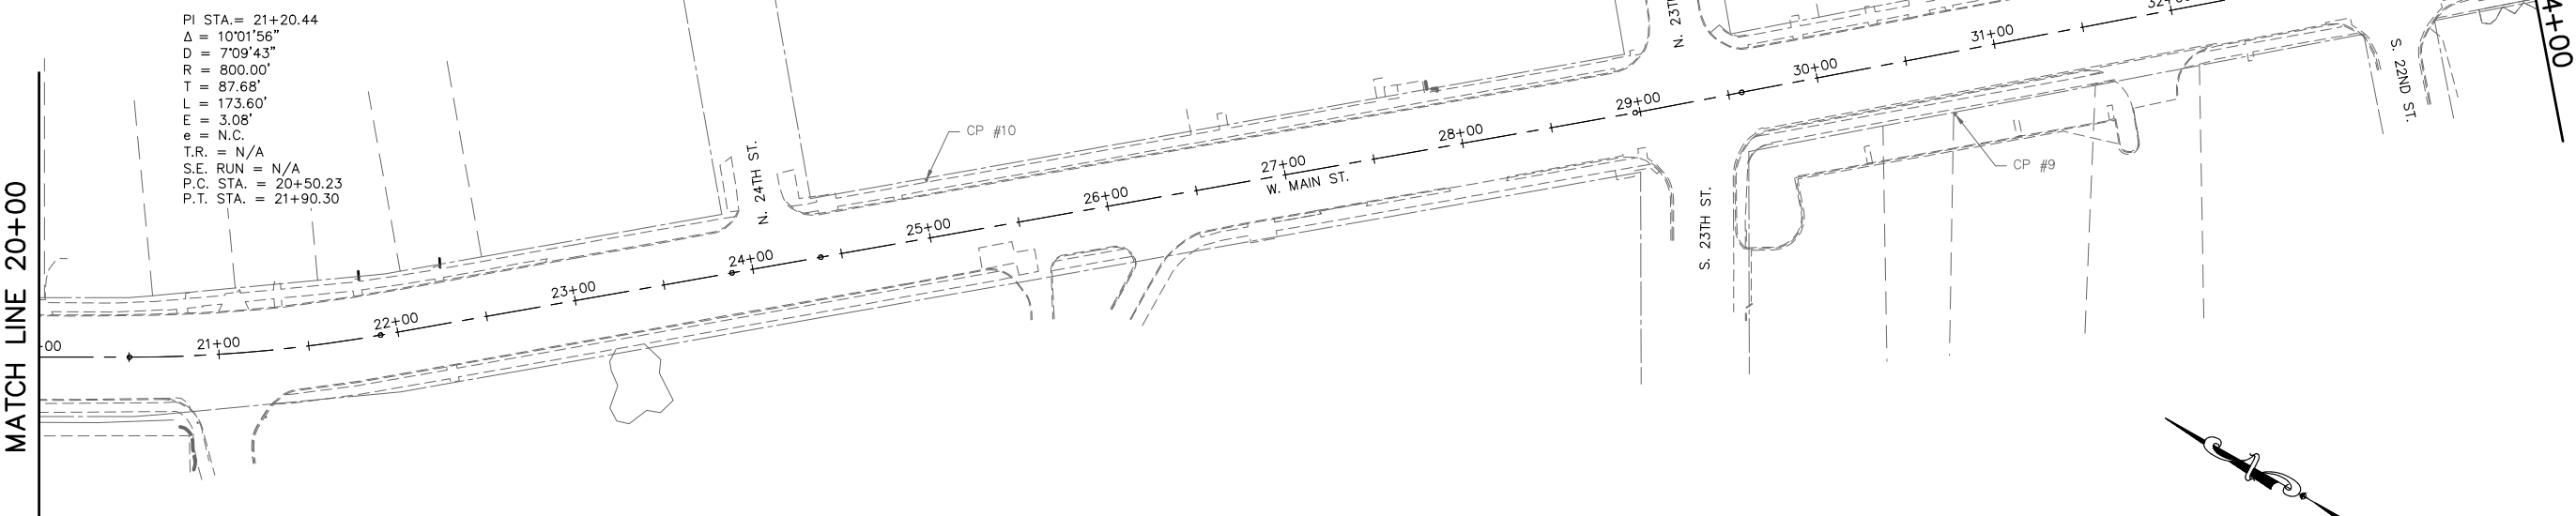 PI STA.= 21+20.44
Δ = 10°01'56"
D = 7°09'43"
R = 800.00'
T = 87.68'
L = 173.60'
E = 3.08'
e = N.C.
T.R. = N/A
S.E. RUN = N/A
P.C. STA. = 20+50.23
P.T. STA. = 21+90.30
MATCH LINE 20+00
00
21+00
22+00
23+00
24+00
25+00
26+00
27+00
28+00
29+00
30+00
31+00
N. 24TH ST.
CP #10
W. MAIN ST.
S. 23TH ST.
CP #9
S. 22ND ST.
4+00